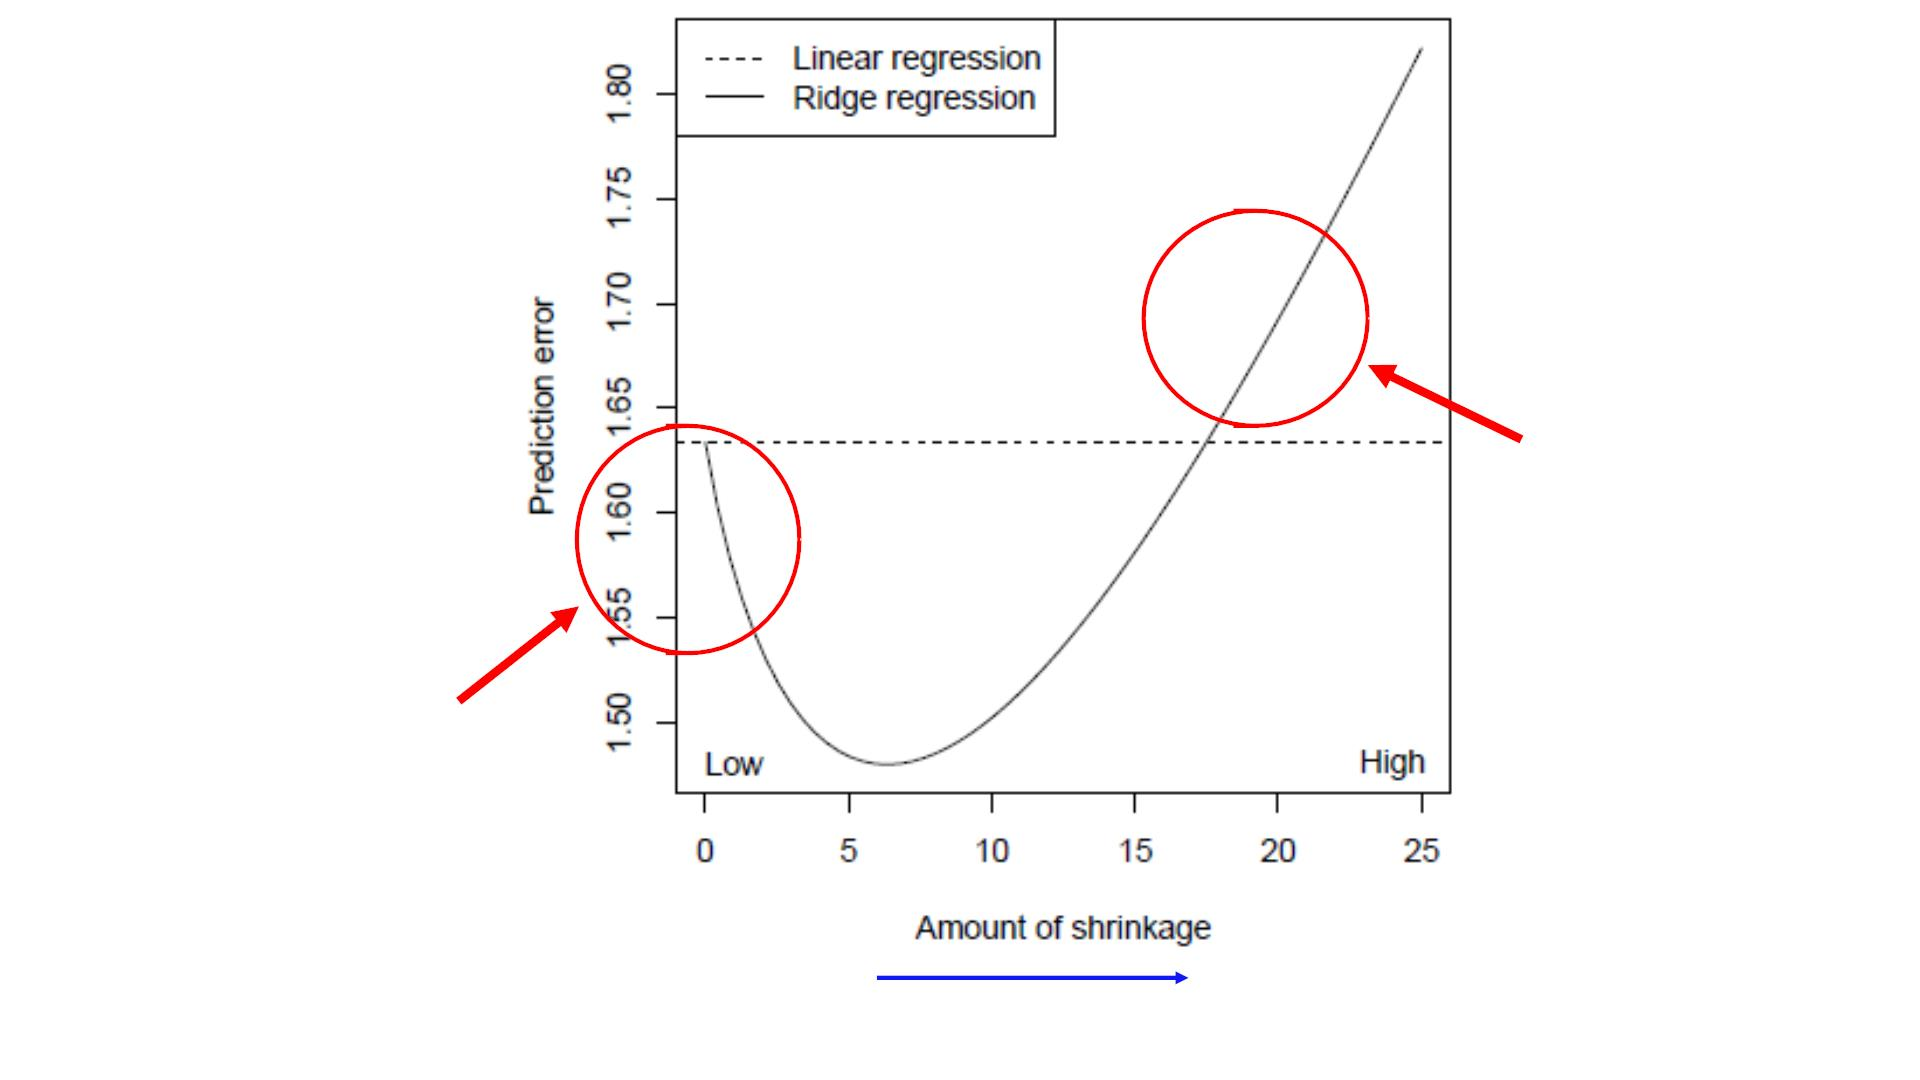 Linear regression
Ridge regression
Prediction error
1.80
1.75
1.70
1.65
1.60
1.55
1.50
Low
High
0 5 10 15 20 25
Amount of shrinkage